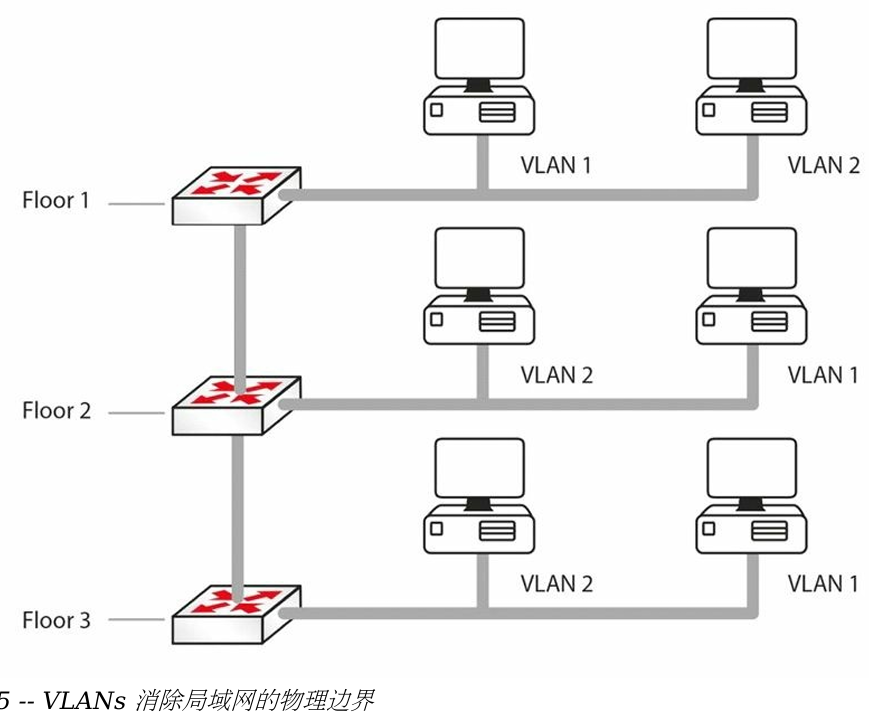 VLAN 1
VLAN 2
Floor 1
VLAN 2
VLAN 1
Floor 2
VLAN 2
VLAN 1
Floor 3
5 -- VLANs 消除局域网的物理边界